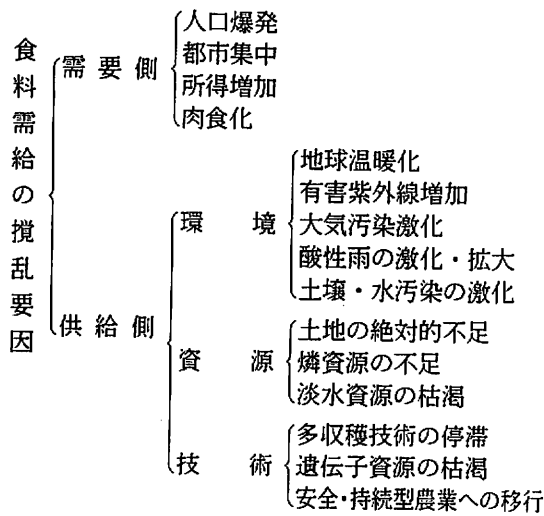 食料需給の撹乱要因
需要側
人口爆発
都市集中
所得増加
肉食化
供給側
環境
地球温暖化
有害紫外線増加
大気汚染激化
酸性雨の激化・拡大
土壌・水汚染の激化
資源
土地の絶対的不足
燐資源の不足
淡水資源の枯渇
技術
多収穫技術の停滞
遺伝子資源の枯渇
安全・持続型農業への移行